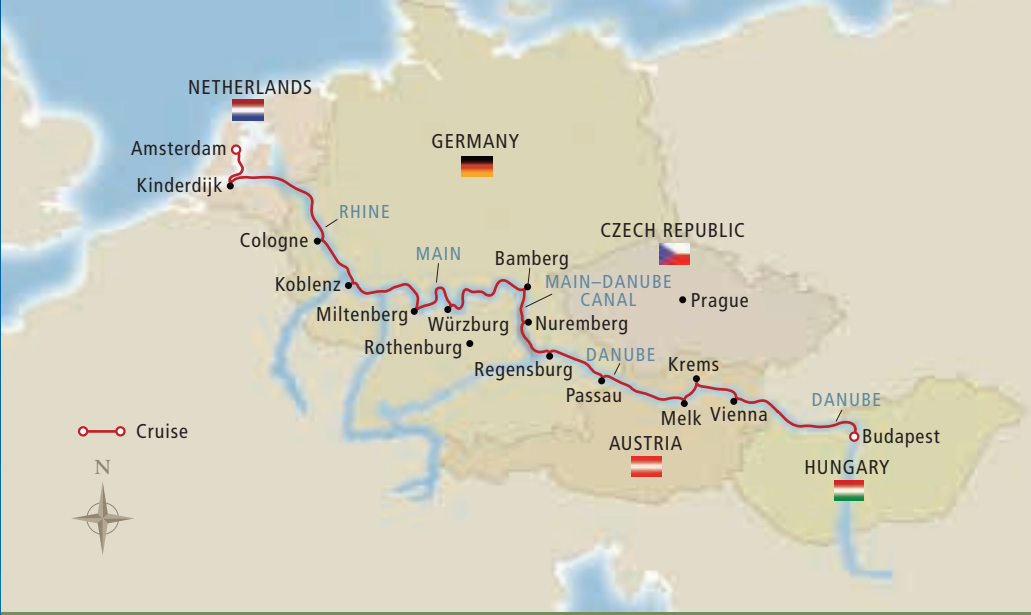 NETHERLANDS
Amsterdam
Kinderdijk
GERMANY
RHINE
Cologne
CZECH REPUBLIC
MAIN
Bamberg
Koblenz
MAIN–DANUBE
CANAL
Prague
Miltenberg
Würzburg
Nuremberg
Rothenburg
DANUBE
Regensburg
Krems
Passau
DANUBE
Melk
Vienna
Cruise
Budapest
AUSTRIA
HUNGARY
N